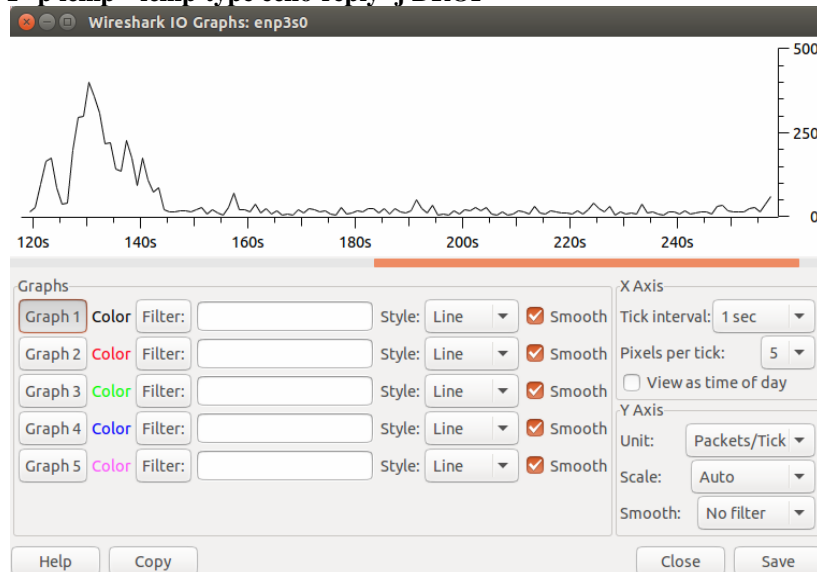 Wireshark IO Graphs: enp3s0
500
250
0
120s 140s 160s 180s 200s 220s 240s
Graphs
Graph 1 Color Filter: Style: Line Smooth
Graph 2 Color Filter: Style: Line Smooth
Graph 3 Color Filter: Style: Line Smooth
Graph 4 Color Filter: Style: Line Smooth
Graph 5 Color Filter: Style: Line Smooth
X Axis
Tick interval: 1 sec
Pixels per tick: 5
View as time of day
Y Axis
Unit: Packets/Tick
Scale: Auto
Smooth: No filter
Help Copy Close Save